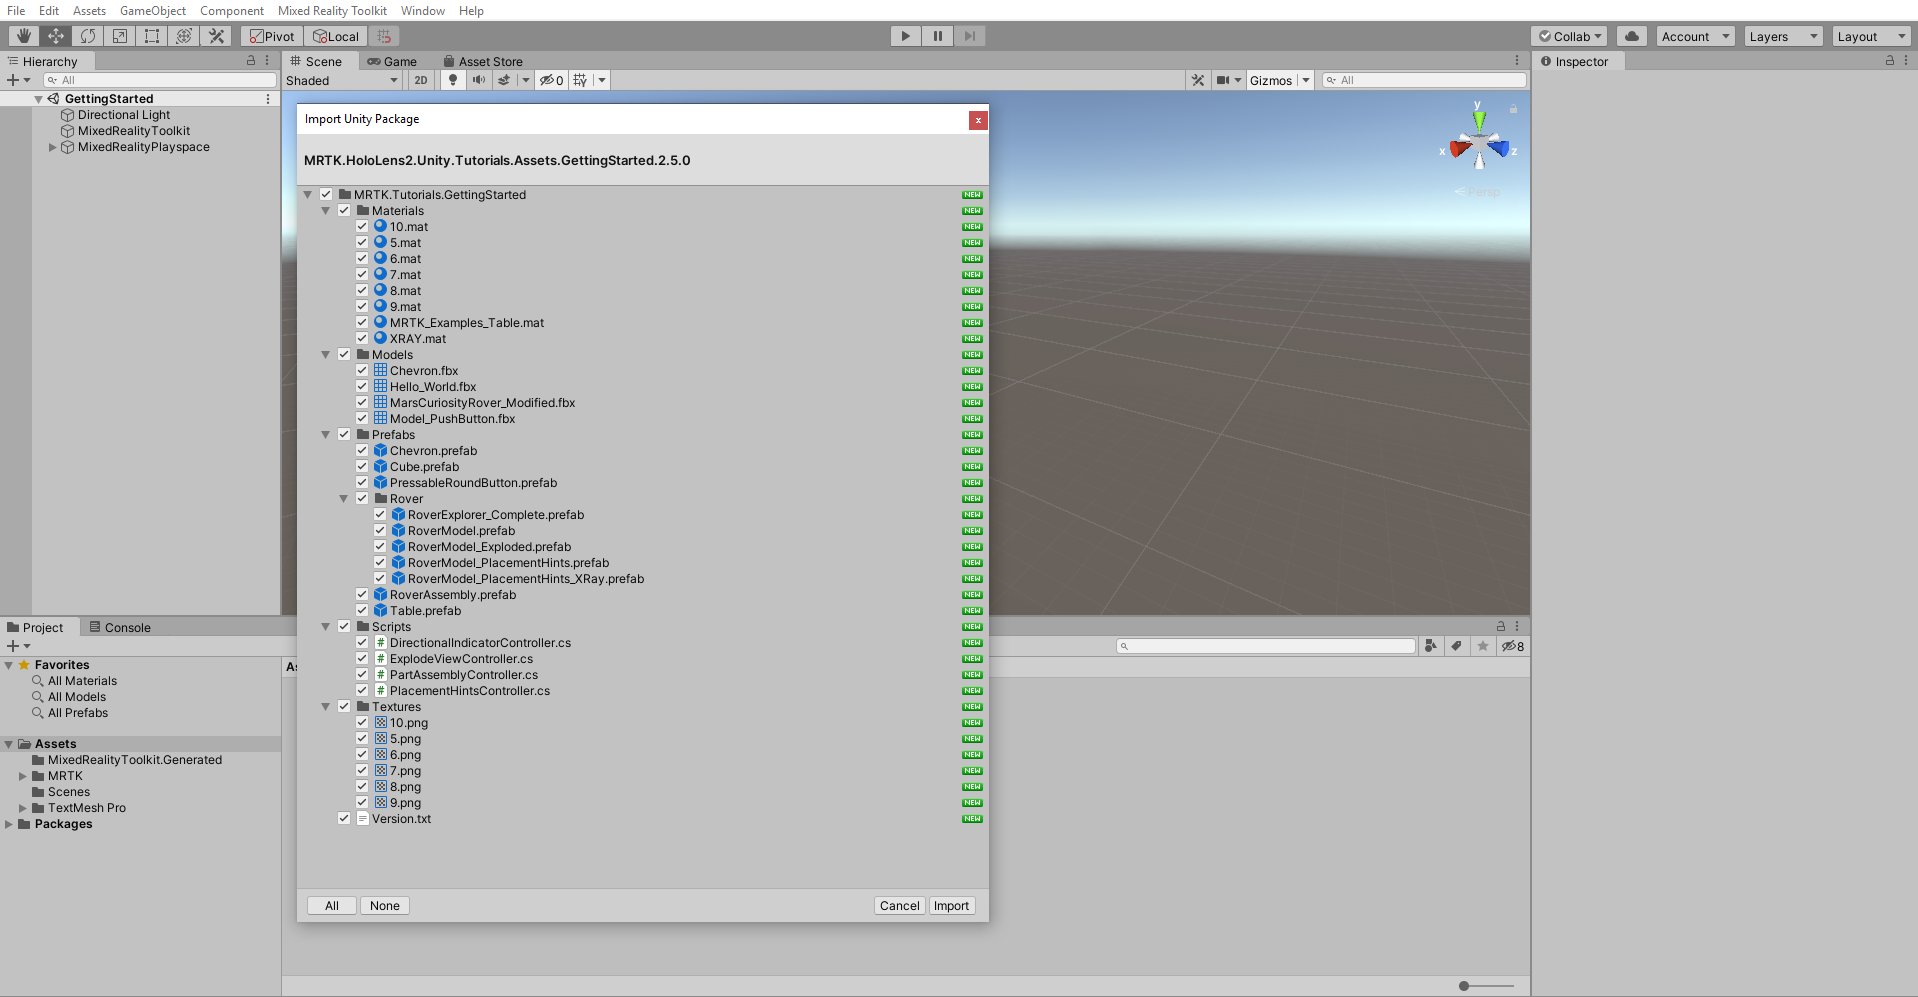 File Edit Assets GameObject Component Mixed Reality Toolkit Window Help
Pivot Local Collab Account Layers Layout
Hierarchy
All
GettingStarted
Directional Light
MixedRealityToolkit
MixedRealityPlayspace
Scene Game Asset Store
Shaded 2D 0 Gizmos All
y
x z
Persp
Inspector
Import Unity Package x
MRTK.HoloLens2.Unity.Tutorials.Assets.GettingStarted.2.5.0
MRTK.Tutorials.GettingStarted NEW
Materials NEW
10.mat NEW
5.mat NEW
6.mat NEW
7.mat NEW
8.mat NEW
9.mat NEW
MRTK_Examples_Table.mat NEW
XRAY.mat NEW
Models NEW
Chevron.fbx NEW
Hello_World.fbx NEW
MarsCuriosityRover_Modified.fbx NEW
Model_PushButton.fbx NEW
Prefabs NEW
Chevron.prefab NEW
Cube.prefab NEW
PressableRoundButton.prefab NEW
Rover NEW
RoverExplorer_Complete.prefab NEW
RoverModel.prefab NEW
RoverModel_Exploded.prefab NEW
RoverModel_PlacementHints.prefab NEW
RoverModel_PlacementHints_XRay.prefab NEW
RoverAssembly.prefab NEW
Table.prefab NEW
Scripts NEW
DirectionalIndicatorController.cs NEW
ExplodeViewController.cs NEW
PartAssemblyController.cs NEW
PlacementHintsController.cs NEW
Textures NEW
10.png NEW
5.png NEW
6.png NEW
7.png NEW
8.png NEW
9.png NEW
Version.txt NEW
All None Cancel Import
Project Console
8
Favorites
All Materials
All Models
All Prefabs
Assets
MixedRealityToolkit.Generated
MRTK
Scenes
TextMesh Pro
Packages